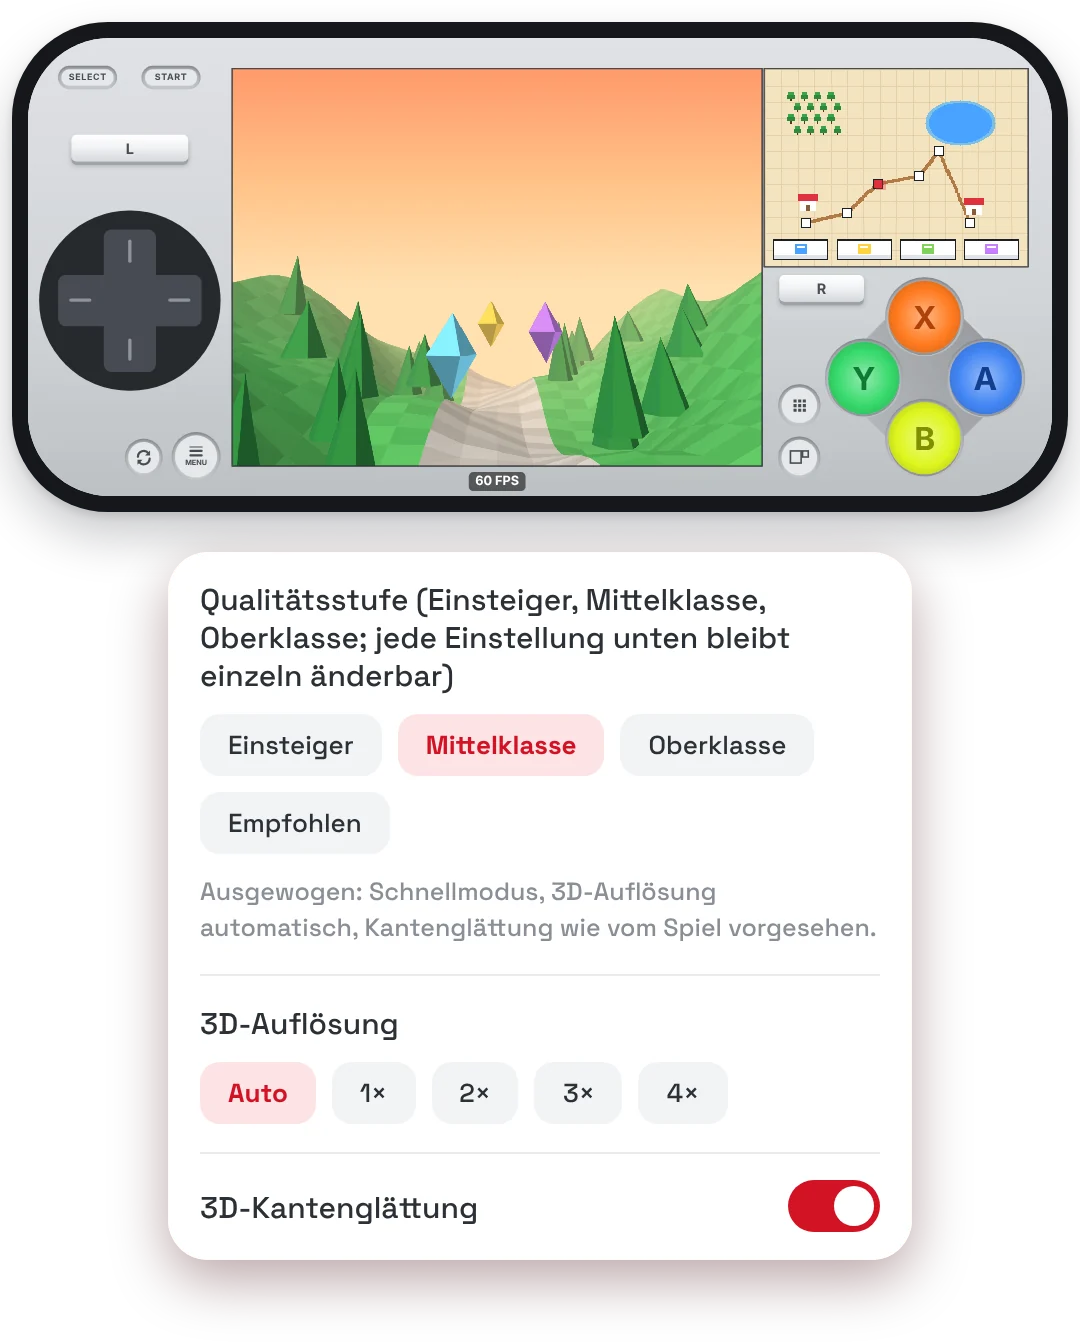 SELECT
START
L
R
X
Y
A
B
MENU
60 FPS
Qualitätsstufe (Einsteiger, Mittelklasse,
Oberklasse; jede Einstellung unten bleibt
einzeln änderbar)
Einsteiger
Mittelklasse
Oberklasse
Empfohlen
Ausgewogen: Schnellmodus, 3D-Auflösung
automatisch, Kantenglättung wie vom Spiel vorgesehen.
3D-Auflösung
Auto
1×
2×
3×
4×
3D-Kantenglättung